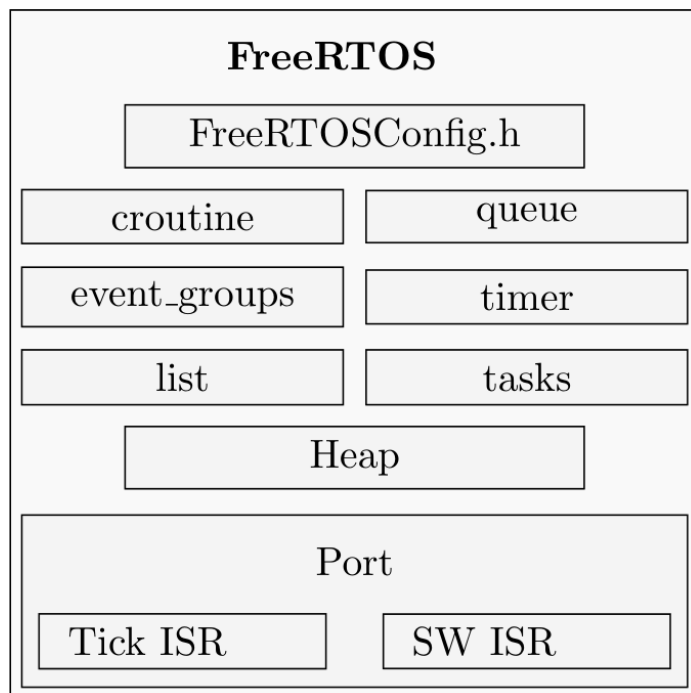 FreeRTOS
FreeRTOSConfig.h
croutine
queue
event_groups
timer
list
tasks
Heap
Port
Tick ISR
SW ISR